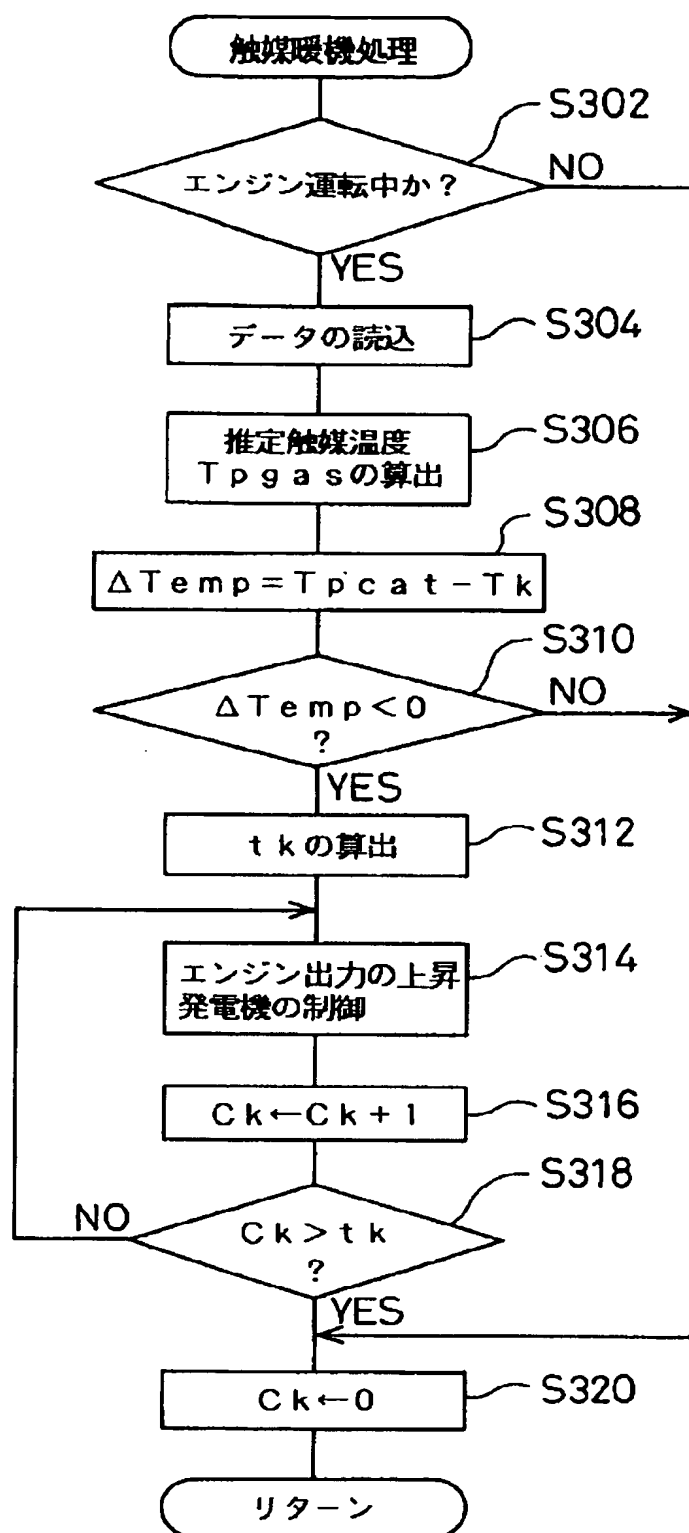 触媒暖機処理
S302
エンジン運転中か?
NO
YES
データの読込
S304
推定触媒温度
Tpgasの算出
S306
S308
ΔTemp=Tpcat-Tk
S310
ΔTemp<0
?
NO
YES
tkの算出
S312
エンジン出力の上昇
発電機の制御
S314
Ck←Ck+1
S316
S318
NO
Ck>tk
?
YES
Ck←0
S320
リターン